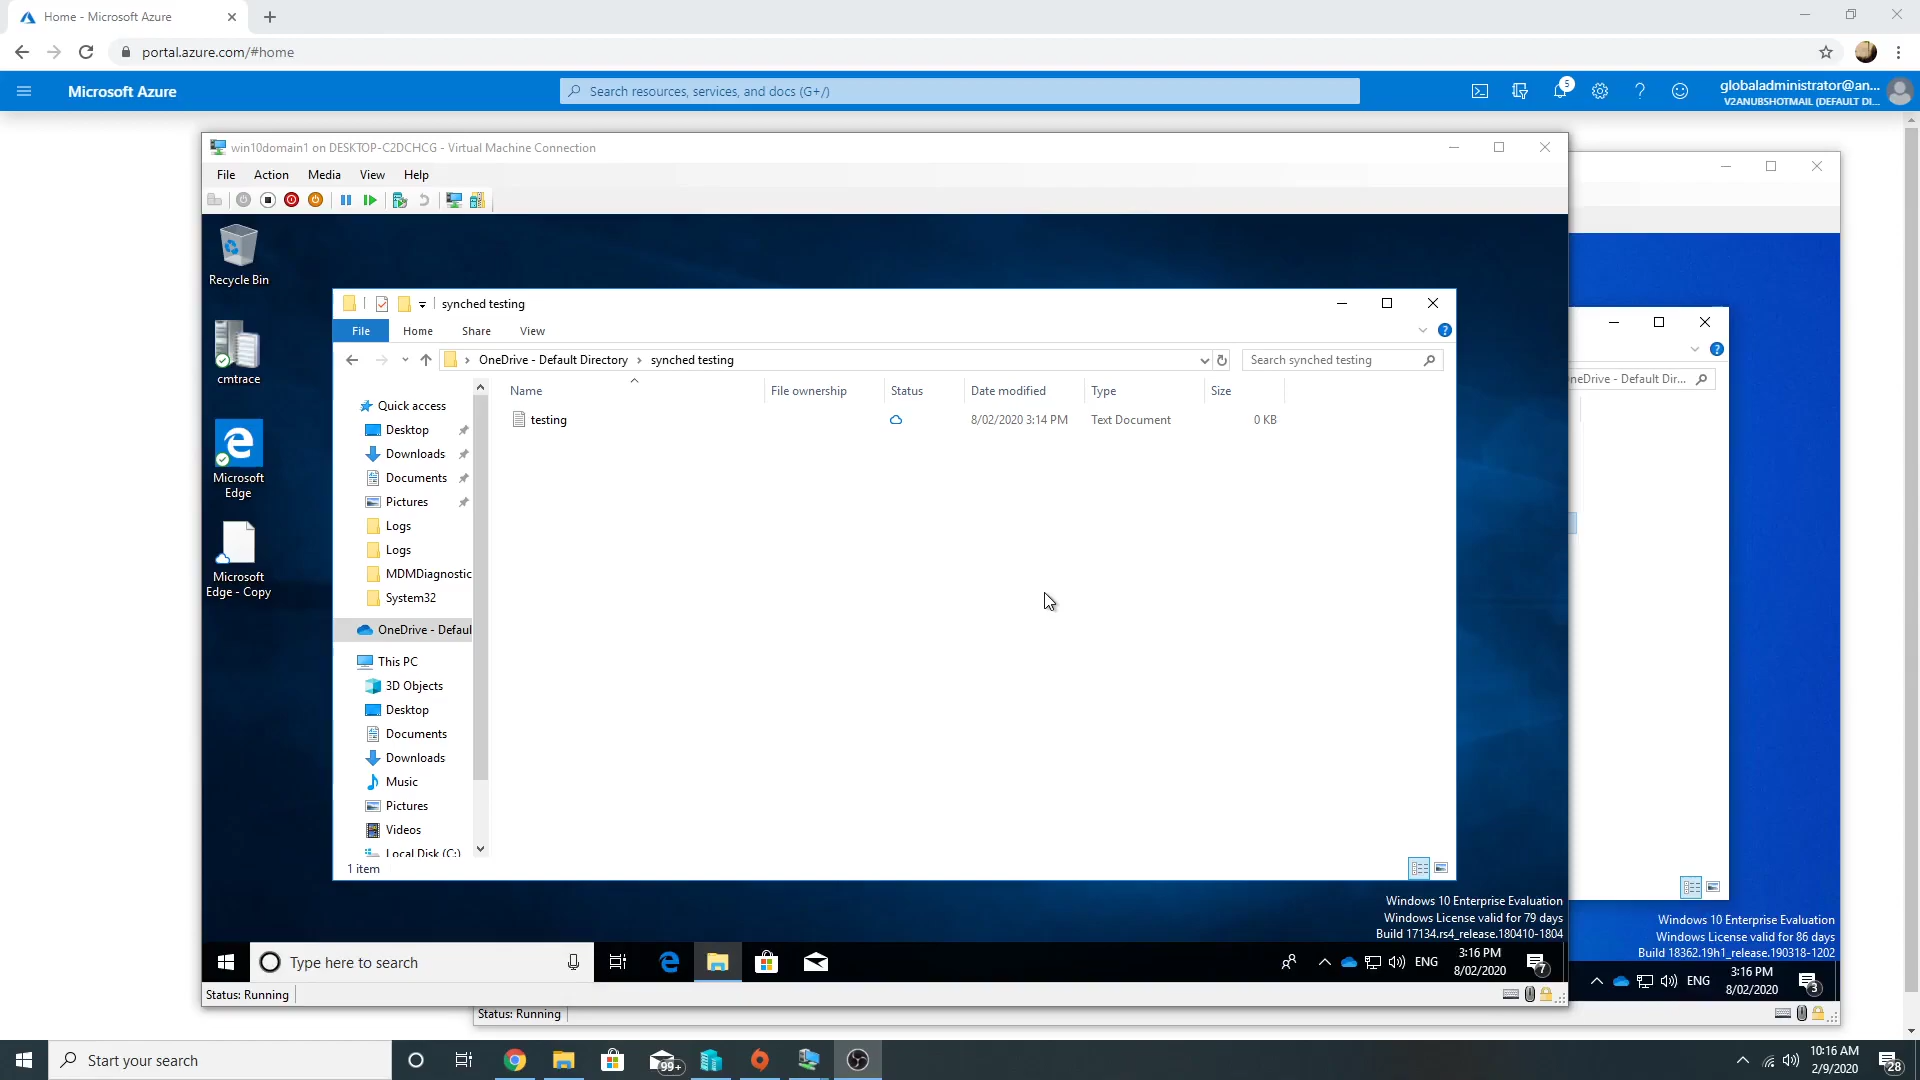 Home - Microsoft Azure
portal.azure.com/#home
Microsoft Azure
Search resources, services, and docs (G+/)
5
globaladministrator@an...
V2ANUBSHOTMAIL (DEFAULT DI...
win10domain1 on DESKTOP-C2DCHCG - Virtual Machine Connection
File Action Media View Help
Recycle Bin
cmtrace
Microsoft
Edge
Microsoft
Edge - Copy
synched testing
File Home Share View
OneDrive - Default Directory › synched testing
Search synched testing
neDrive - Default Dir...
Name File ownership Status Date modified Type Size
testing 8/02/2020 3:14 PM Text Document 0 KB
Quick access
Desktop
Downloads
Documents
Pictures
Logs
Logs
MDMDiagnostic
System32
OneDrive - Defaul
This PC
3D Objects
Desktop
Documents
Downloads
Music
Pictures
Videos
Local Disk (C:)
1 item
Windows 10 Enterprise Evaluation
Windows License valid for 79 days
Build 17134.rs4_release.180410-1804
Windows 10 Enterprise Evaluation
Windows License valid for 86 days
Build 18362.19h1_release.190318-1202
Type here to search
ENG
3:16 PM
8/02/2020
7
ENG
3:16 PM
8/02/2020
3
Status: Running
Status: Running
Start your search
99+
10:16 AM
2/9/2020
28